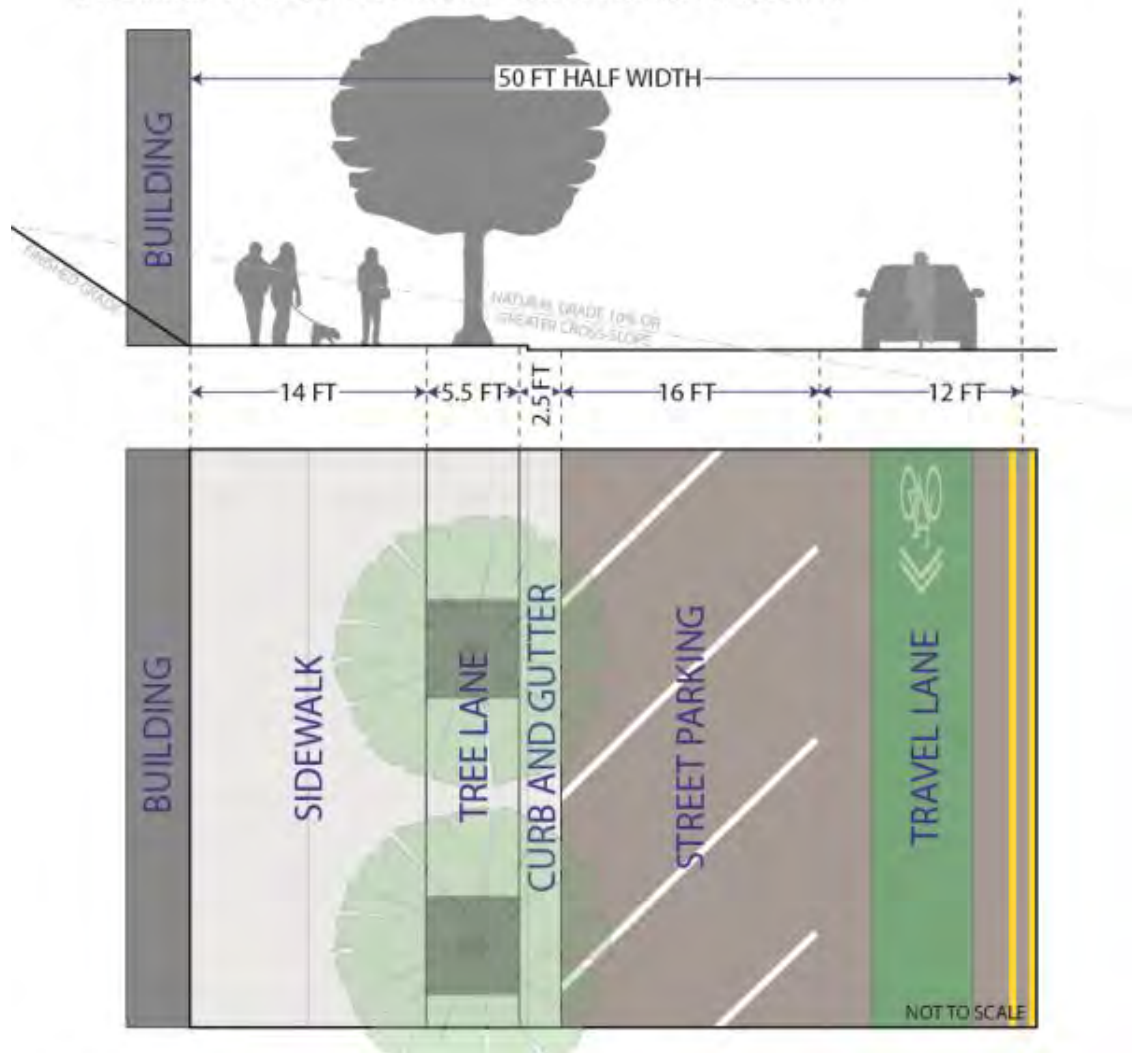 50 FT HALF WIDTH
BUILDING
FINISHED GRADE
NATURAL GRADE 10% OR
GREATER CROSS-SLOPE
14 FT
5.5 FT
2.5 FT
16 FT
12 FT
BUILDING
SIDEWALK
TREE LANE
CURB AND GUTTER
STREET PARKING
TRAVEL LANE
NOT TO SCALE